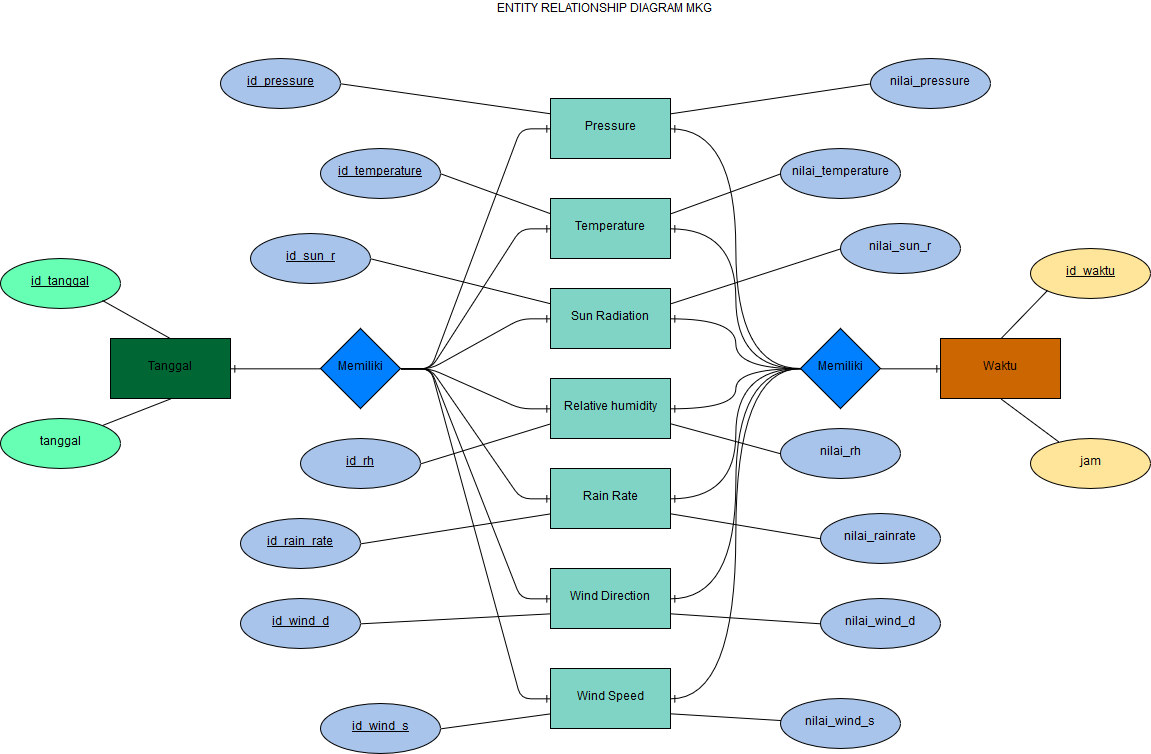 ENTITY RELATIONSHIP DIAGRAM MKG
id_pressure
nilai_pressure
Pressure
id_temperature
nilai_temperature
Temperature
id_sun_r
nilai_sun_r
Sun Radiation
id_tanggal
id_waktu
Tanggal
Memiliki
Memiliki
Waktu
Relative humidity
tanggal
id_rh
nilai_rh
jam
Rain Rate
id_rain_rate
nilai_rainrate
Wind Direction
id_wind_d
nilai_wind_d
Wind Speed
id_wind_s
nilai_wind_s